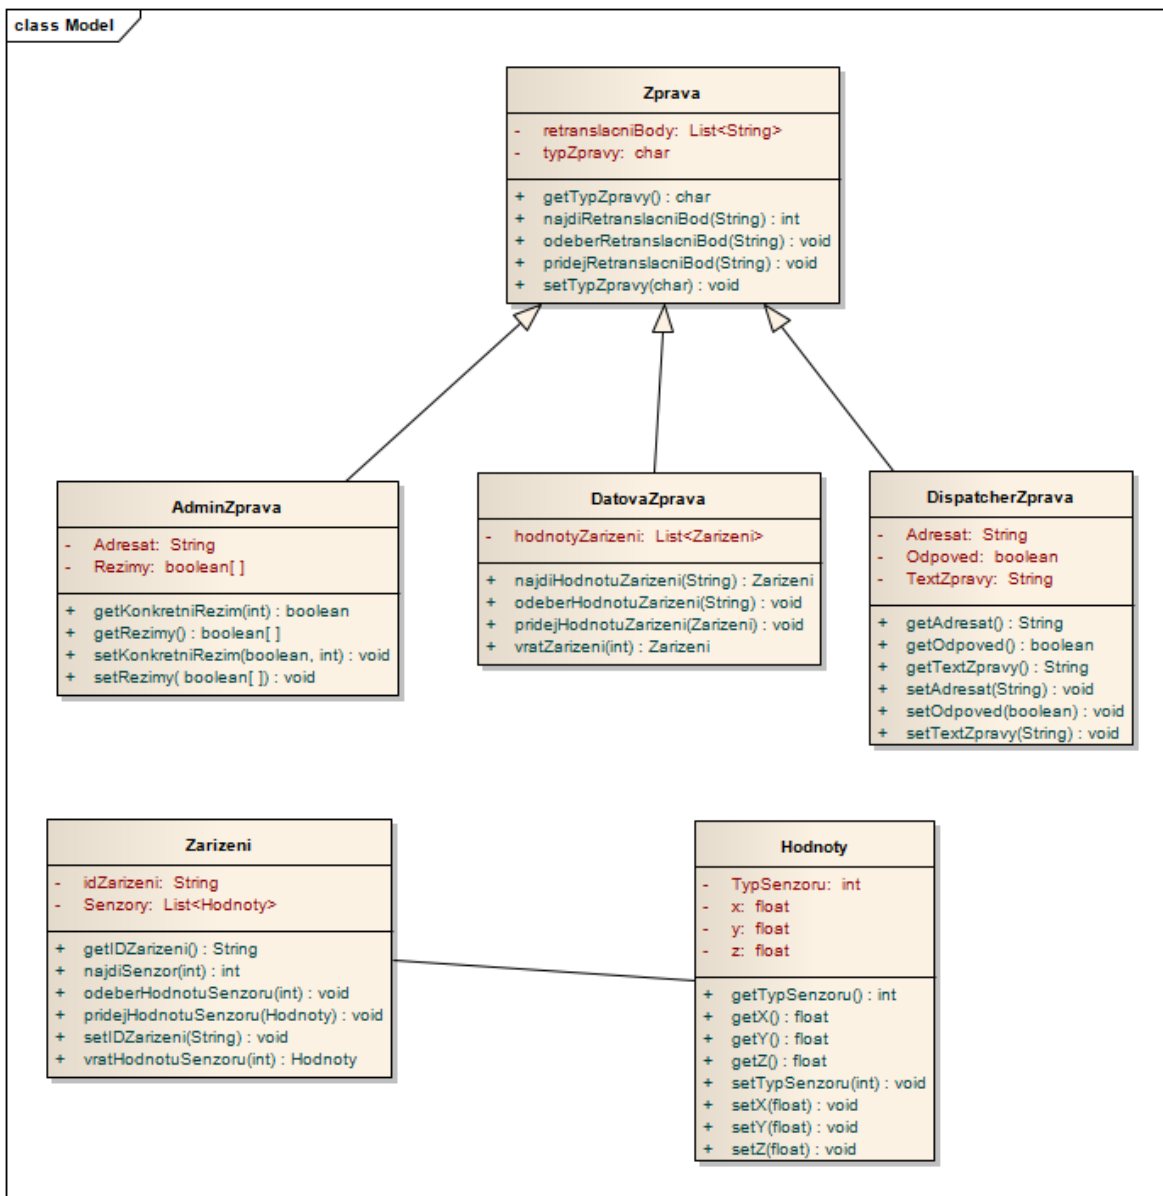 class Model
Zprava
- retranslacniBody: List<String>
- typZpravy: char
+ getTypZpravy() : char
+ najdiRetranslacniBod(String) : int
+ odeberRetranslacniBod(String) : void
+ pridejRetranslacniBod(String) : void
+ setTypZpravy(char) : void
AdminZprava
- Adresat: String
- Rezimy: boolean[ ]
+ getKonkretniRezim(int) : boolean
+ getRezimy() : boolean[ ]
+ setKonkretniRezim(boolean, int) : void
+ setRezimy( boolean[ ]) : void
DatovaZprava
- hodnotyZarizeni: List<Zarizeni>
+ najdiHodnotuZarizeni(String) : Zarizeni
+ odeberHodnotuZarizeni(String) : void
+ pridejHodnotuZarizeni(Zarizeni) : void
+ vratZarizeni(int) : Zarizeni
DispatcherZprava
- Adresat: String
- Odpoved: boolean
- TextZpravy: String
+ getAdresat() : String
+ getOdpoved() : boolean
+ getTextZpravy() : String
+ setAdresat(String) : void
+ setOdpoved(boolean) : void
+ setTextZpravy(String) : void
Zarizeni
- idZarizeni: String
- Senzory: List<Hodnoty>
+ getIDZarizeni() : String
+ najdiSenzor(int) : int
+ odeberHodnotuSenzoru(int) : void
+ pridejHodnotuSenzoru(Hodnoty) : void
+ setIDZarizeni(String) : void
+ vratHodnotuSenzoru(int) : Hodnoty
Hodnoty
- TypSenzoru: int
- x: float
- y: float
- z: float
+ getTypSenzoru() : int
+ getX() : float
+ getY() : float
+ getZ() : float
+ setTypSenzoru(int) : void
+ setX(float) : void
+ setY(float) : void
+ setZ(float) : void